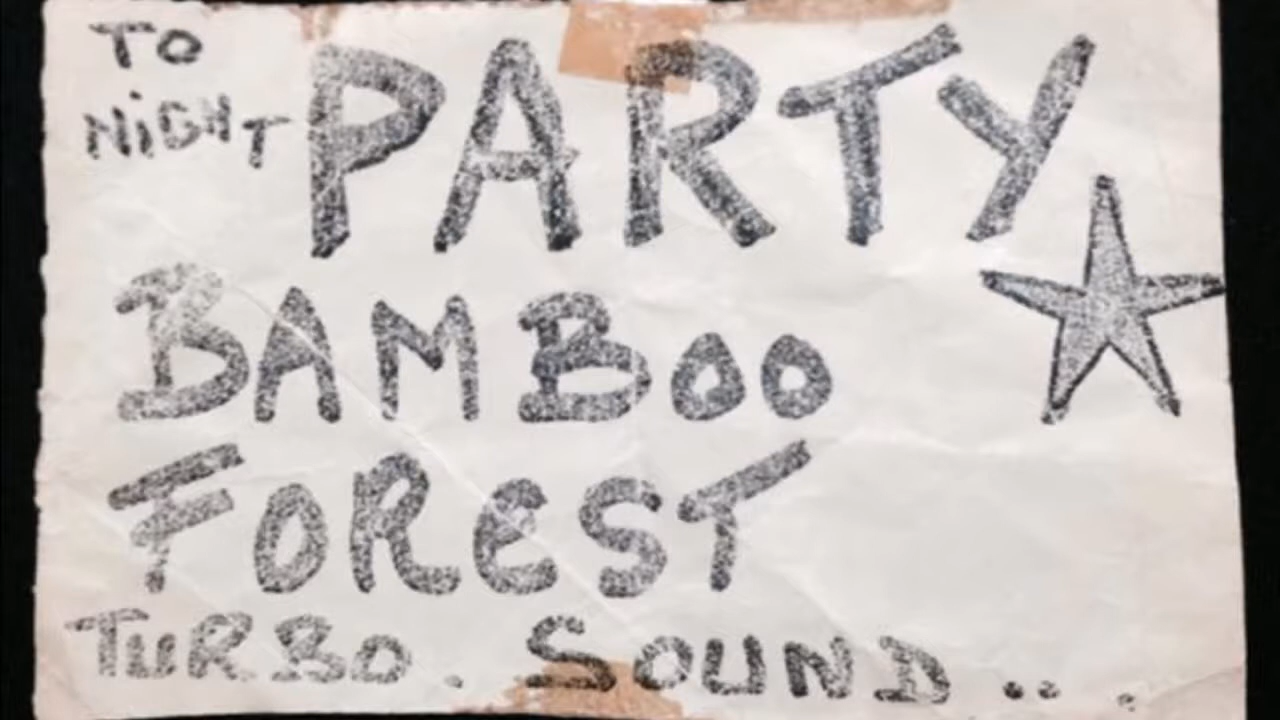 TO
NiGHT
PARTY
BAMBOO
FOREST
TURBO. SOUND ...